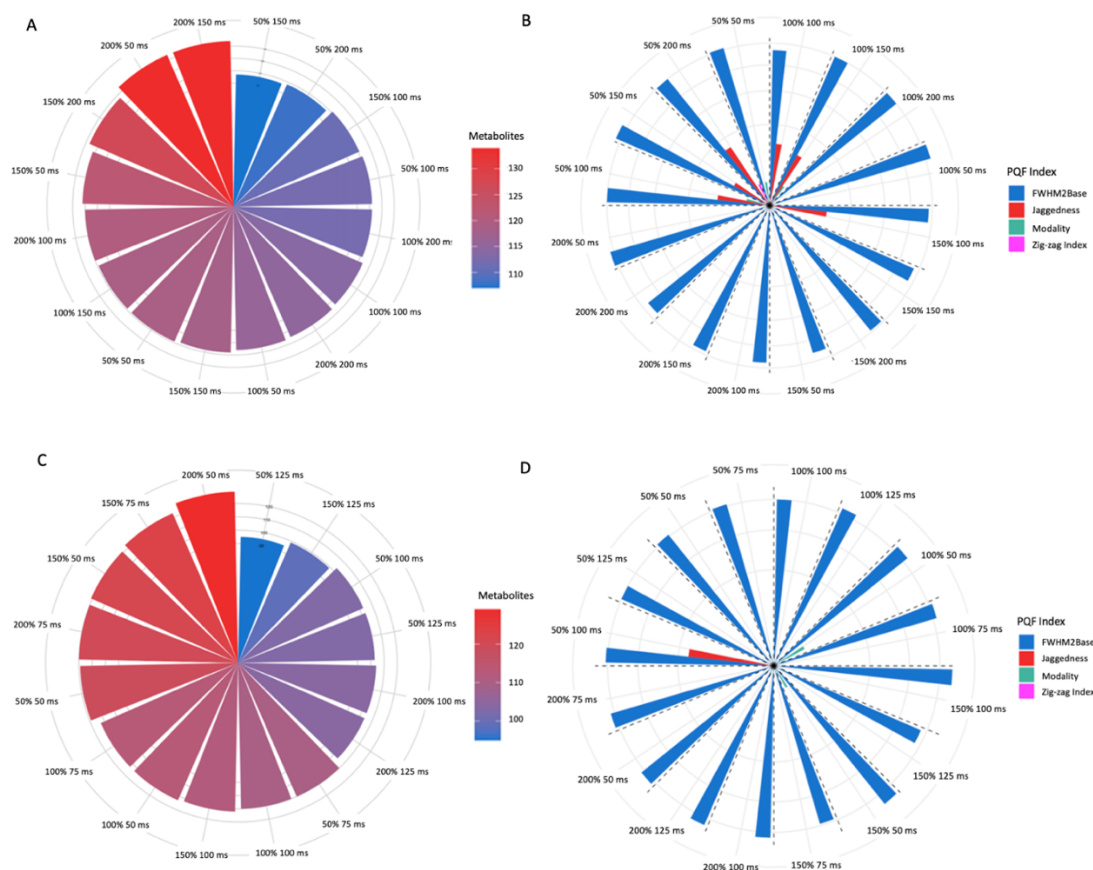 A
200% 150 ms
50% 150 ms
200% 50 ms
50% 200 ms
150% 200 ms
150% 100 ms
150% 50 ms
50% 100 ms
200% 100 ms
100% 200 ms
100% 150 ms
100% 100 ms
50% 50 ms
200% 200 ms
150% 150 ms
100% 50 ms
Metabolites
130
125
120
115
110
B
50% 50 ms
100% 100 ms
50% 200 ms
100% 150 ms
50% 150 ms
100% 200 ms
50% 100 ms
100% 50 ms
200% 50 ms
150% 100 ms
200% 200 ms
150% 150 ms
200% 150 ms
150% 200 ms
200% 100 ms
150% 50 ms
PQF Index
FWHM2Base
Jaggedness
Modality
Zig-zag Index
C
200% 50 ms
50% 125 ms
150% 75 ms
50% 100 ms
150% 50 ms
50% 125 ms
200% 75 ms
200% 100 ms
50% 50 ms
200% 125 ms
100% 75 ms
50% 75 ms
100% 50 ms
100% 100 ms
150% 100 ms
Metabolites
120
110
100
D
50% 75 ms
100% 100 ms
50% 50 ms
100% 125 ms
50% 125 ms
100% 50 ms
50% 100 ms
100% 75 ms
200% 75 ms
150% 100 ms
200% 50 ms
150% 125 ms
200% 125 ms
150% 50 ms
200% 100 ms
150% 75 ms
PQF Index
FWHM2Base
Jaggedness
Modality
Zig-zag Index